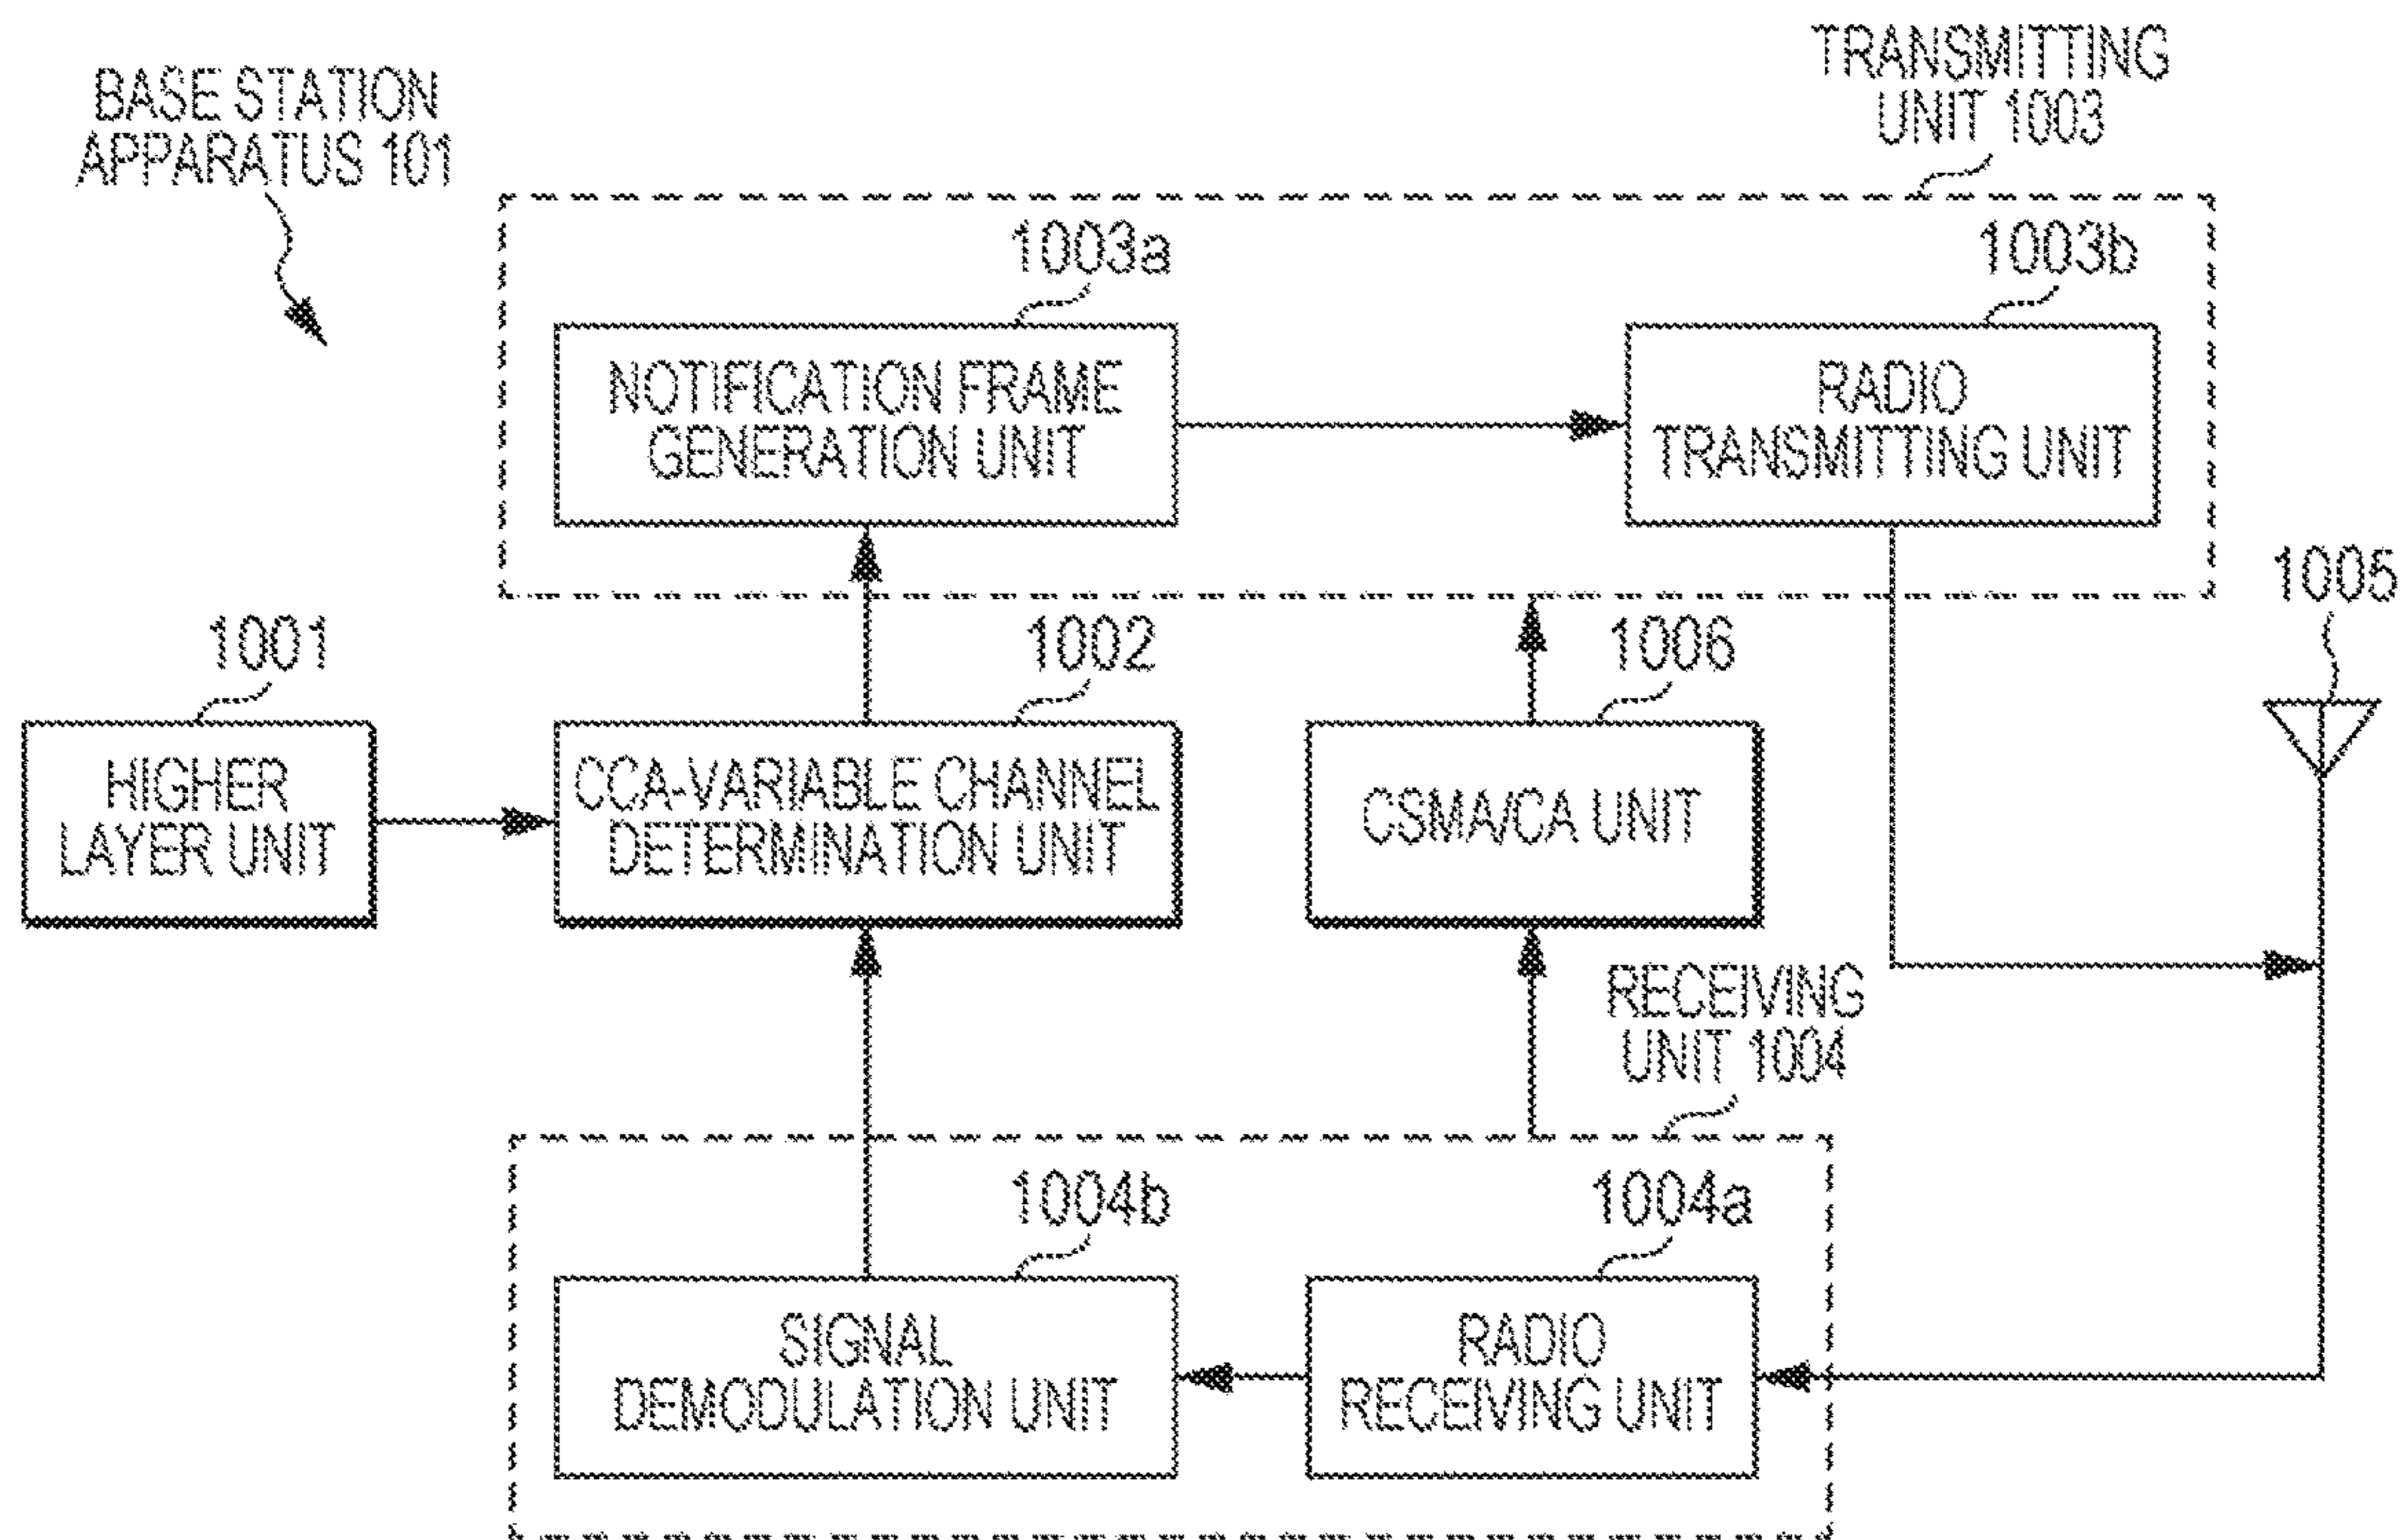 BASE STATION
APPARATUS 101
TRANSMITTING
UNIT 1003
1003a
1003b
NOTIFICATION FRAME
GENERATION UNIT
RADIO
TRANSMITTING UNIT
1005
1001
1002
1006
HIGHER
LAYER UNIT
CCA-VARIABLE CHANNEL
DETERMINATION UNIT
CSMA/CA UNIT
RECEIVING
UNIT 1004
1004b
1004a
SIGNAL
DEMODULATION UNIT
RADIO
RECEIVING UNIT